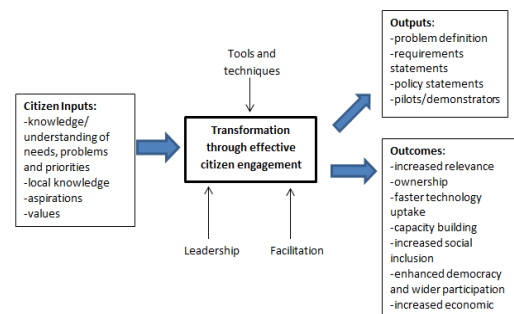 Citizen Inputs:
-knowledge/
understanding of
needs, problems
and priorities
-local knowledge
-aspirations
-values
Tools and
techniques
Transformation
through effective
citizen engagement
Leadership
Facilitation
Outputs:
-problem definition
-requirements
statements
-policy statements
-pilots/demonstrators
Outcomes:
-increased relevance
-ownership
-faster technology
uptake
-capacity building
-increased social
inclusion
-enhanced democracy
and wider participation
-increased economic